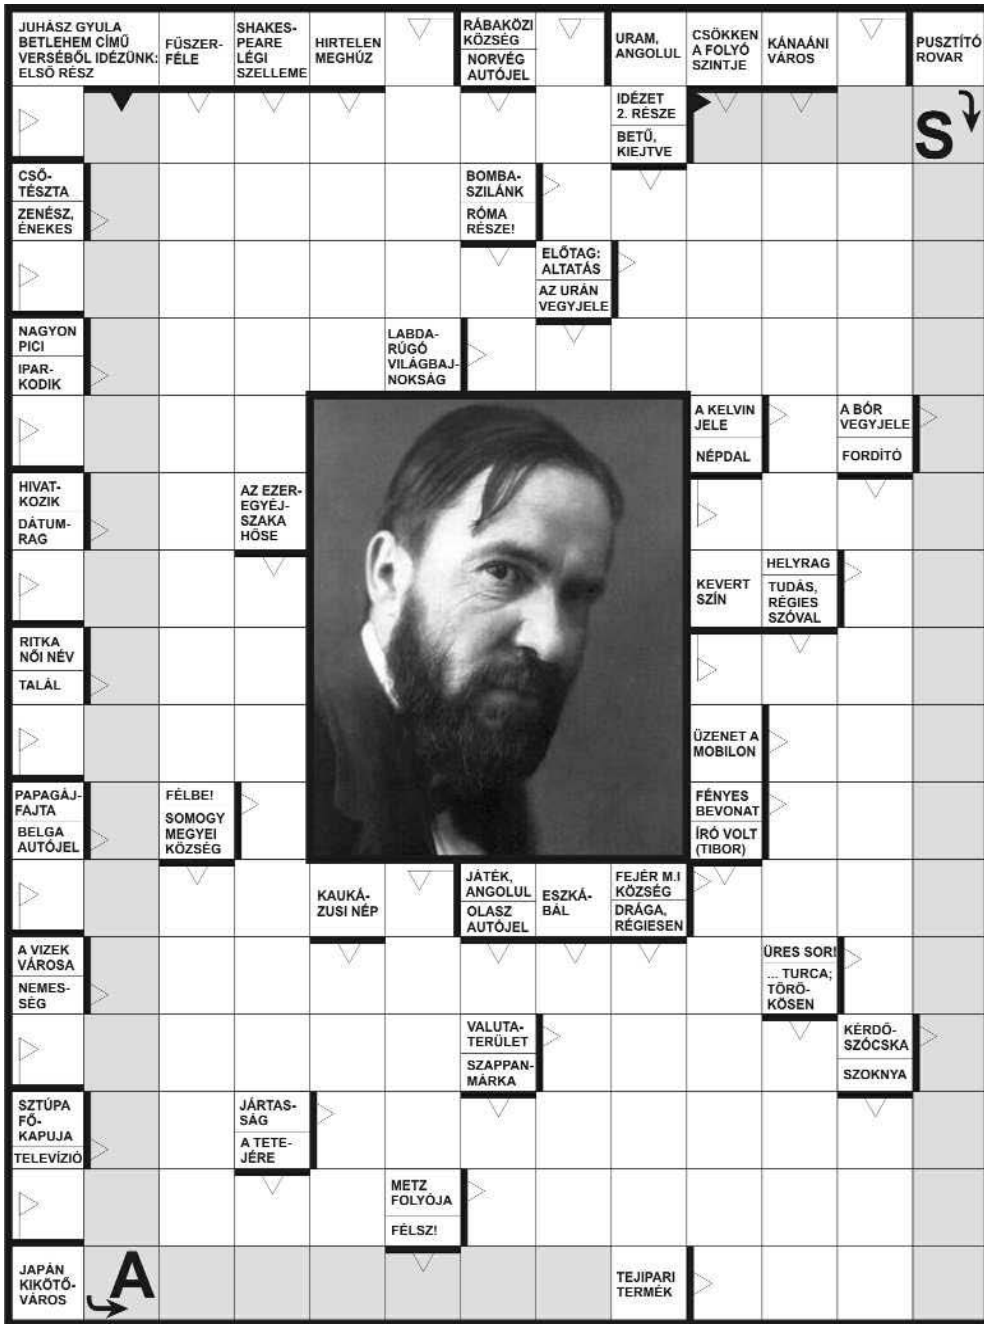 JUHÁSZ GYULA
BETLEHEM CÍMŰ
VERSÉBŐL IDÉZÜNK:
ELSŐ RÉSZ
FŰSZER-
FÉLE
SHAKES-
PEARE
LÉGI
SZELLEME
HIRTELEN
MEGHÚZ
RÁBAKÖZI
KÖZSÉG
NORVÉG
AUTÓJEL
URAM,
ANGOLUL
CSÖKKEN
A FOLYÓ
SZINTJE
KÁNAÁNI
VÁROS
PUSZTÍTÓ
ROVAR
IDÉZET
2. RÉSZE
BETŰ,
KIEJTVE
S
CSŐ-
TÉSZTA
ZENÉSZ,
ÉNEKES
BOMBA-
SZILÁNK
RÓMA
RÉSZE!
ELŐTAG:
ALTATÁS
AZ URÁN
VEGYJELE
NAGYON
PICI
IPAR-
KODIK
LABDA-
RÚGÓ
VILÁGBAJ-
NOKSÁG
A KELVIN
JELE
NÉPDAL
A BÓR
VEGYJELE
FORDÍTÓ
HIVAT-
KOZIK
DÁTUM-
RAG
AZ EZER-
EGYÉJ-
SZAKA
HŐSE
KEVERT
SZÍN
HELYRAG
TUDÁS,
RÉGIES
SZÓVAL
RITKA
NŐI NÉV
TALÁL
ÜZENET A
MOBILON
PAPAGÁJ-
FAJTA
BELGA
AUTÓJEL
FÉLBE!
SOMOGY
MEGYEI
KÖZSÉG
FÉNYES
BEVONAT
ÍRÓ VOLT
(TIBOR)
KAUKÁ-
ZUSI NÉP
JÁTÉK,
ANGOLUL
OLASZ
AUTÓJEL
ESZKÁ-
BÁL
FEJÉR M.I
KÖZSÉG
DRÁGA,
RÉGIESEN
A VIZEK
VÁROSA
NEMES-
SÉG
ÜRES SOR!
... TURCA;
TÖRÖ-
KÖSEN
VALUTA-
TERÜLET
SZAPPAN-
MÁRKA
KÉRDŐ-
SZÓCSKA
SZOKNYA
SZTÚPA
FŐ-
KAPUJA
TELEVÍZIÓ
JÁRTAS-
SÁG
A TETE-
JÉRE
METZ
FOLYÓJA
FÉLSZ!
JAPÁN
KIKÖTŐ-
VÁROS
A
TEJIPARI
TERMÉK